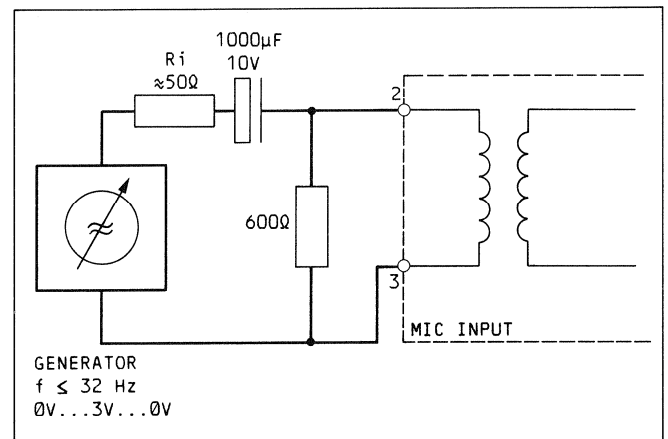 1000µF
10V
Ri
≈50Ω
2
600Ω
3
MIC INPUT
GENERATOR
f ≤ 32 Hz
0V...3V...0V